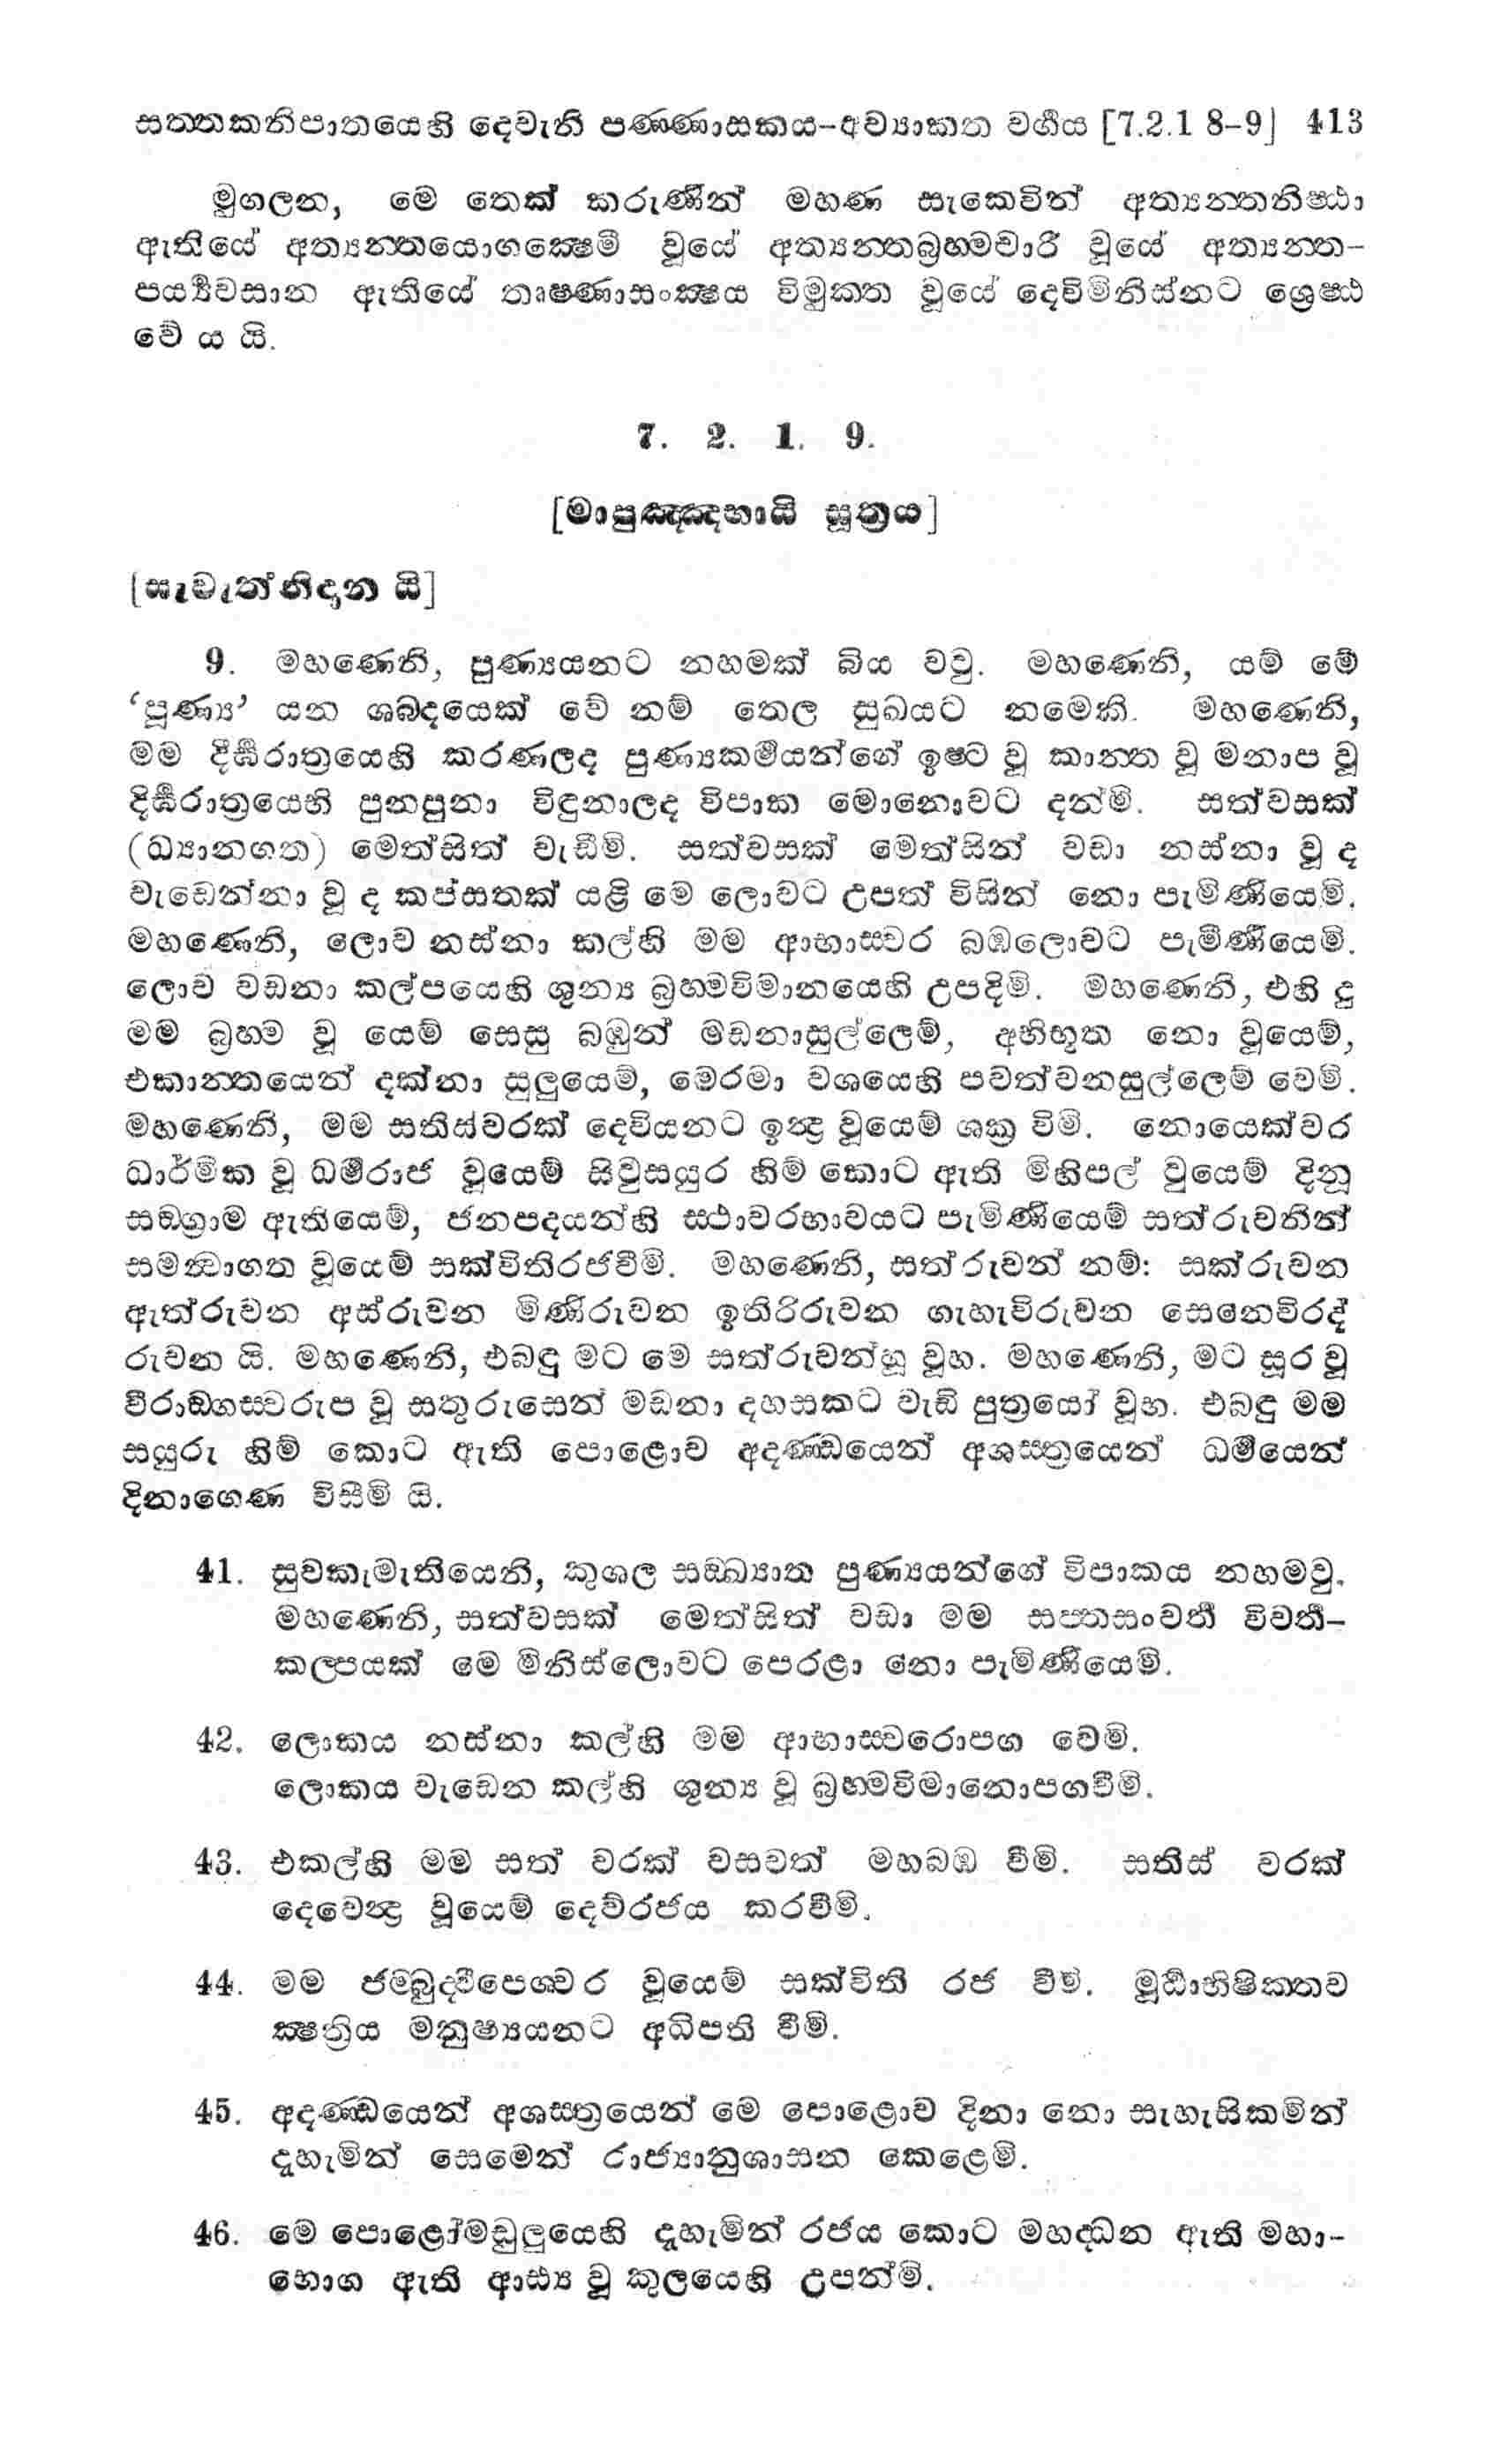 සත්තකනිපාතයෙහි දෙවැනි පණ්ණාසකය-අව්‍යාකත වර්ගය [7.2.1 8-9] 413
මුගලන, මෙ තෙක් කරුණින් මහණ සැකෙවින් අත්‍යන්තනිෂ්ඨා
ඇතියේ අත්‍යන්තයොගක්‍ෂෙමී වූයේ අත්‍යන්තබ්‍රහ්මචාරී වූයේ අත්‍යන්ත-
පර්‍ය්‍යවසාන ඇතියේ තෘෂ්ණාසංක්‍ෂය විමුක්ත වූයේ දෙව්මිනිස්නට ශ්‍රෙෂ්ඨ
වේ ය යි.
7. 2. 1. 9.
[මාපුඤ්ඤභායි සූත්‍රය]
[සැවැත්නිදාන යි]
9. මහණෙනි, පුණ්‍යයනට නහමක් බිය වවු. මහණෙනි, යම් මේ
‘පුණ්‍ය’ යන ශබ්දයෙක් වේ නම් තෙල සුඛයට නමෙකි. මහණෙනි,
මම දීර්ඝරාත්‍රයෙහි කරණලද පුණ්‍යකර්මයන්ගේ ඉෂ්ට වූ කාන්ත වූ මනාප වූ
දිර්ඝරාත්‍රයෙහි පුනපුනා විඳුනාලද විපාක මොනොවට දන්මි. සත්වසක්
(ධ්‍යානගත) මෙත්සිත් වැඩීමි. සත්වසක් මෙත්සින් වඩා නස්නා වූ ද
වැඩෙන්නා වූ ද කප්සතක් යළි මෙ ලොවට උපත් විසින් නො පැමිණියෙමි.
මහණෙනි, ලොව නස්නා කල්හි මම ආභාස්වර බඹලොවට පැමිණියෙමි.
ලොව වඩනා කල්පයෙහි ශුන්‍ය බ්‍රහ්මවිමානයෙහි උපදිමි. මහණෙනි, එහි දු
මම බ්‍රහ්ම වූ යෙම් සෙසු බඹුන් මඩනාසුල්ලෙම්, අභිභූත නො වූයෙම්,
එකාන්තයෙන් දක්නා සුලුයෙම්, මෙරමා වශයෙහි පවත්වනසුල්ලෙම් වෙමි.
මහණෙනි, මම සතිස්වරක් දෙවියනට ඉන්ද්‍ර වූයෙම් ශක්‍ර විමි. නොයෙක්වර
ධාර්මික වූ ධර්මරාජ වූයෙම් සිවුසයුර හිම් කොට ඇති මිහිපල් වූයෙම් දිනූ
සඞ්ග්‍රාම ඇතියෙම්, ජනපදයන්හි ස්ථාවරභාවයට පැමිණියෙම් සත්රුවනින්
සමන්වාගත වූයෙම් සක්විතිරජවීමි. මහණෙනි, සත්රුවන් නම්: සක්රුවන
ඇත්රුවන අස්රුවන මිණිරුවන ඉතිරිරුවන ගැහැවිරුවන සෙනෙවිරද්
රුවන යි. මහණෙනි, එබඳු මට මෙ සත්රුවන්හූ වූහ. මහණෙනි, මට සූර වූ
වීරාඞ්ගස්වරූප වූ සතුරුසෙන් මඩනා දහසකට වැඩි පුත්‍රයෝ වූහ. එබඳු මම
සයුරු හිම් කොට ඇති පොළොව අදණ්ඩයෙන් අශස්ත්‍රයෙන් ධර්මයෙන්
දිනාගෙණ විසීමි යි.
41. සුවකැමැතියෙනි, කුශල සඞ්ඛ්‍යාත පුණ්‍යයන්ගේ විපාකය නහමවු.
මහණෙනි, සත්වසක් මෙත්සිත් වඩා මම සප්තසංවර්ත විවර්ත-
කල්පයක් මෙ මිනිස්ලොවට පෙරළා නො පැමිණියෙමි.
42. ලොකය නස්නා කල්හි මම ආභාස්වරොපග වෙමි.
ලොකය වැඩෙන කල්හි ශුන්‍ය වූ බ්‍රහ්මවිමානොපගවීමි.
43. එකල්හි මම සත් වරක් වසවත් මහබඹ වීමි. සතිස් වරක්
දෙවෙන්ද්‍ර වූයෙම් දෙව්රජය කරවීමි.
44. මම ජම්බුද්වීපෙශ්වර වූයෙම් සක්විති රජ වීමි. මූර්ධාභිෂික්තව
ක්‍ෂත්‍රිය මනුෂ්‍යයනට අධිපති වීමි.
45. අදණ්ඩයෙන් අශස්ත්‍රයෙන් මෙ පොළොව දිනා නො සැහැසිකමින්
දැහැමින් සෙමෙන් රාජ්‍යානුශාසන කෙළෙමි.
46. මෙ පොළෝමඩුලුයෙහි දැහැමින් රජය කොට මහද්ධන ඇති මහා-
භොග ඇති ආඪ්‍ය වූ කුලයෙහි උපන්මි.